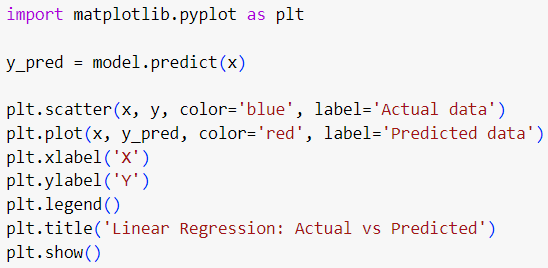 import matplotlib.pyplot as plt
y_pred = model.predict(x)
plt.scatter(x, y, color='blue', label='Actual data')
plt.plot(x, y_pred, color='red', label='Predicted data')
plt.xlabel('X')
plt.ylabel('Y')
plt.legend()
plt.title('Linear Regression: Actual vs Predicted')
plt.show()